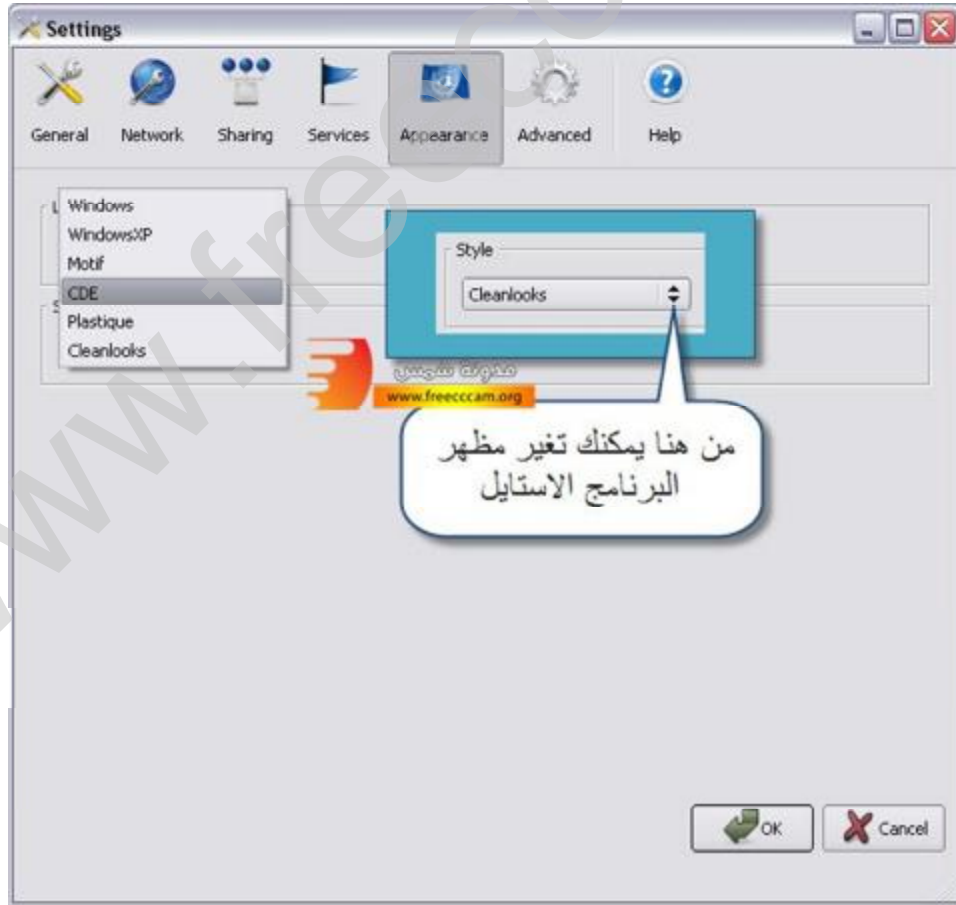 Settings
General Network Sharing Services Appearance Advanced Help
Windows
WindowsXP
Motif
CDE
Plastique
Cleanlooks
Style
Cleanlooks
مدونة شمس
www.freecccam.org
من هنا يمكنك تغير مظهر
البرنامج الاستايل
OK Cancel